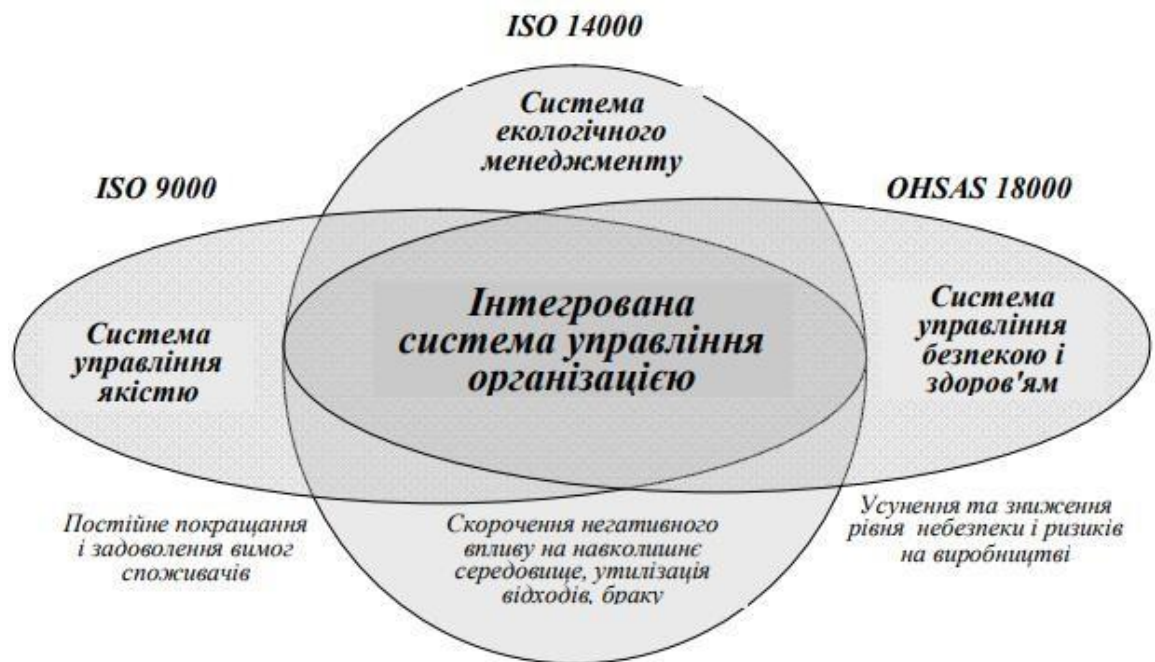 ISO 14000
Система
екологічного
менеджменту
ISO 9000
OHSAS 18000
Система
управління
якістю
Інтегрована
система управління
організацією
Система
управління
безпекою і
здоров'ям
Постійне покращання
і задоволення вимог
споживачів
Скорочення негативного
впливу на навколишнє
середовище, утилізація
відходів, браку
Усунення та зниження
рівня небезпеки і ризиків
на виробництві